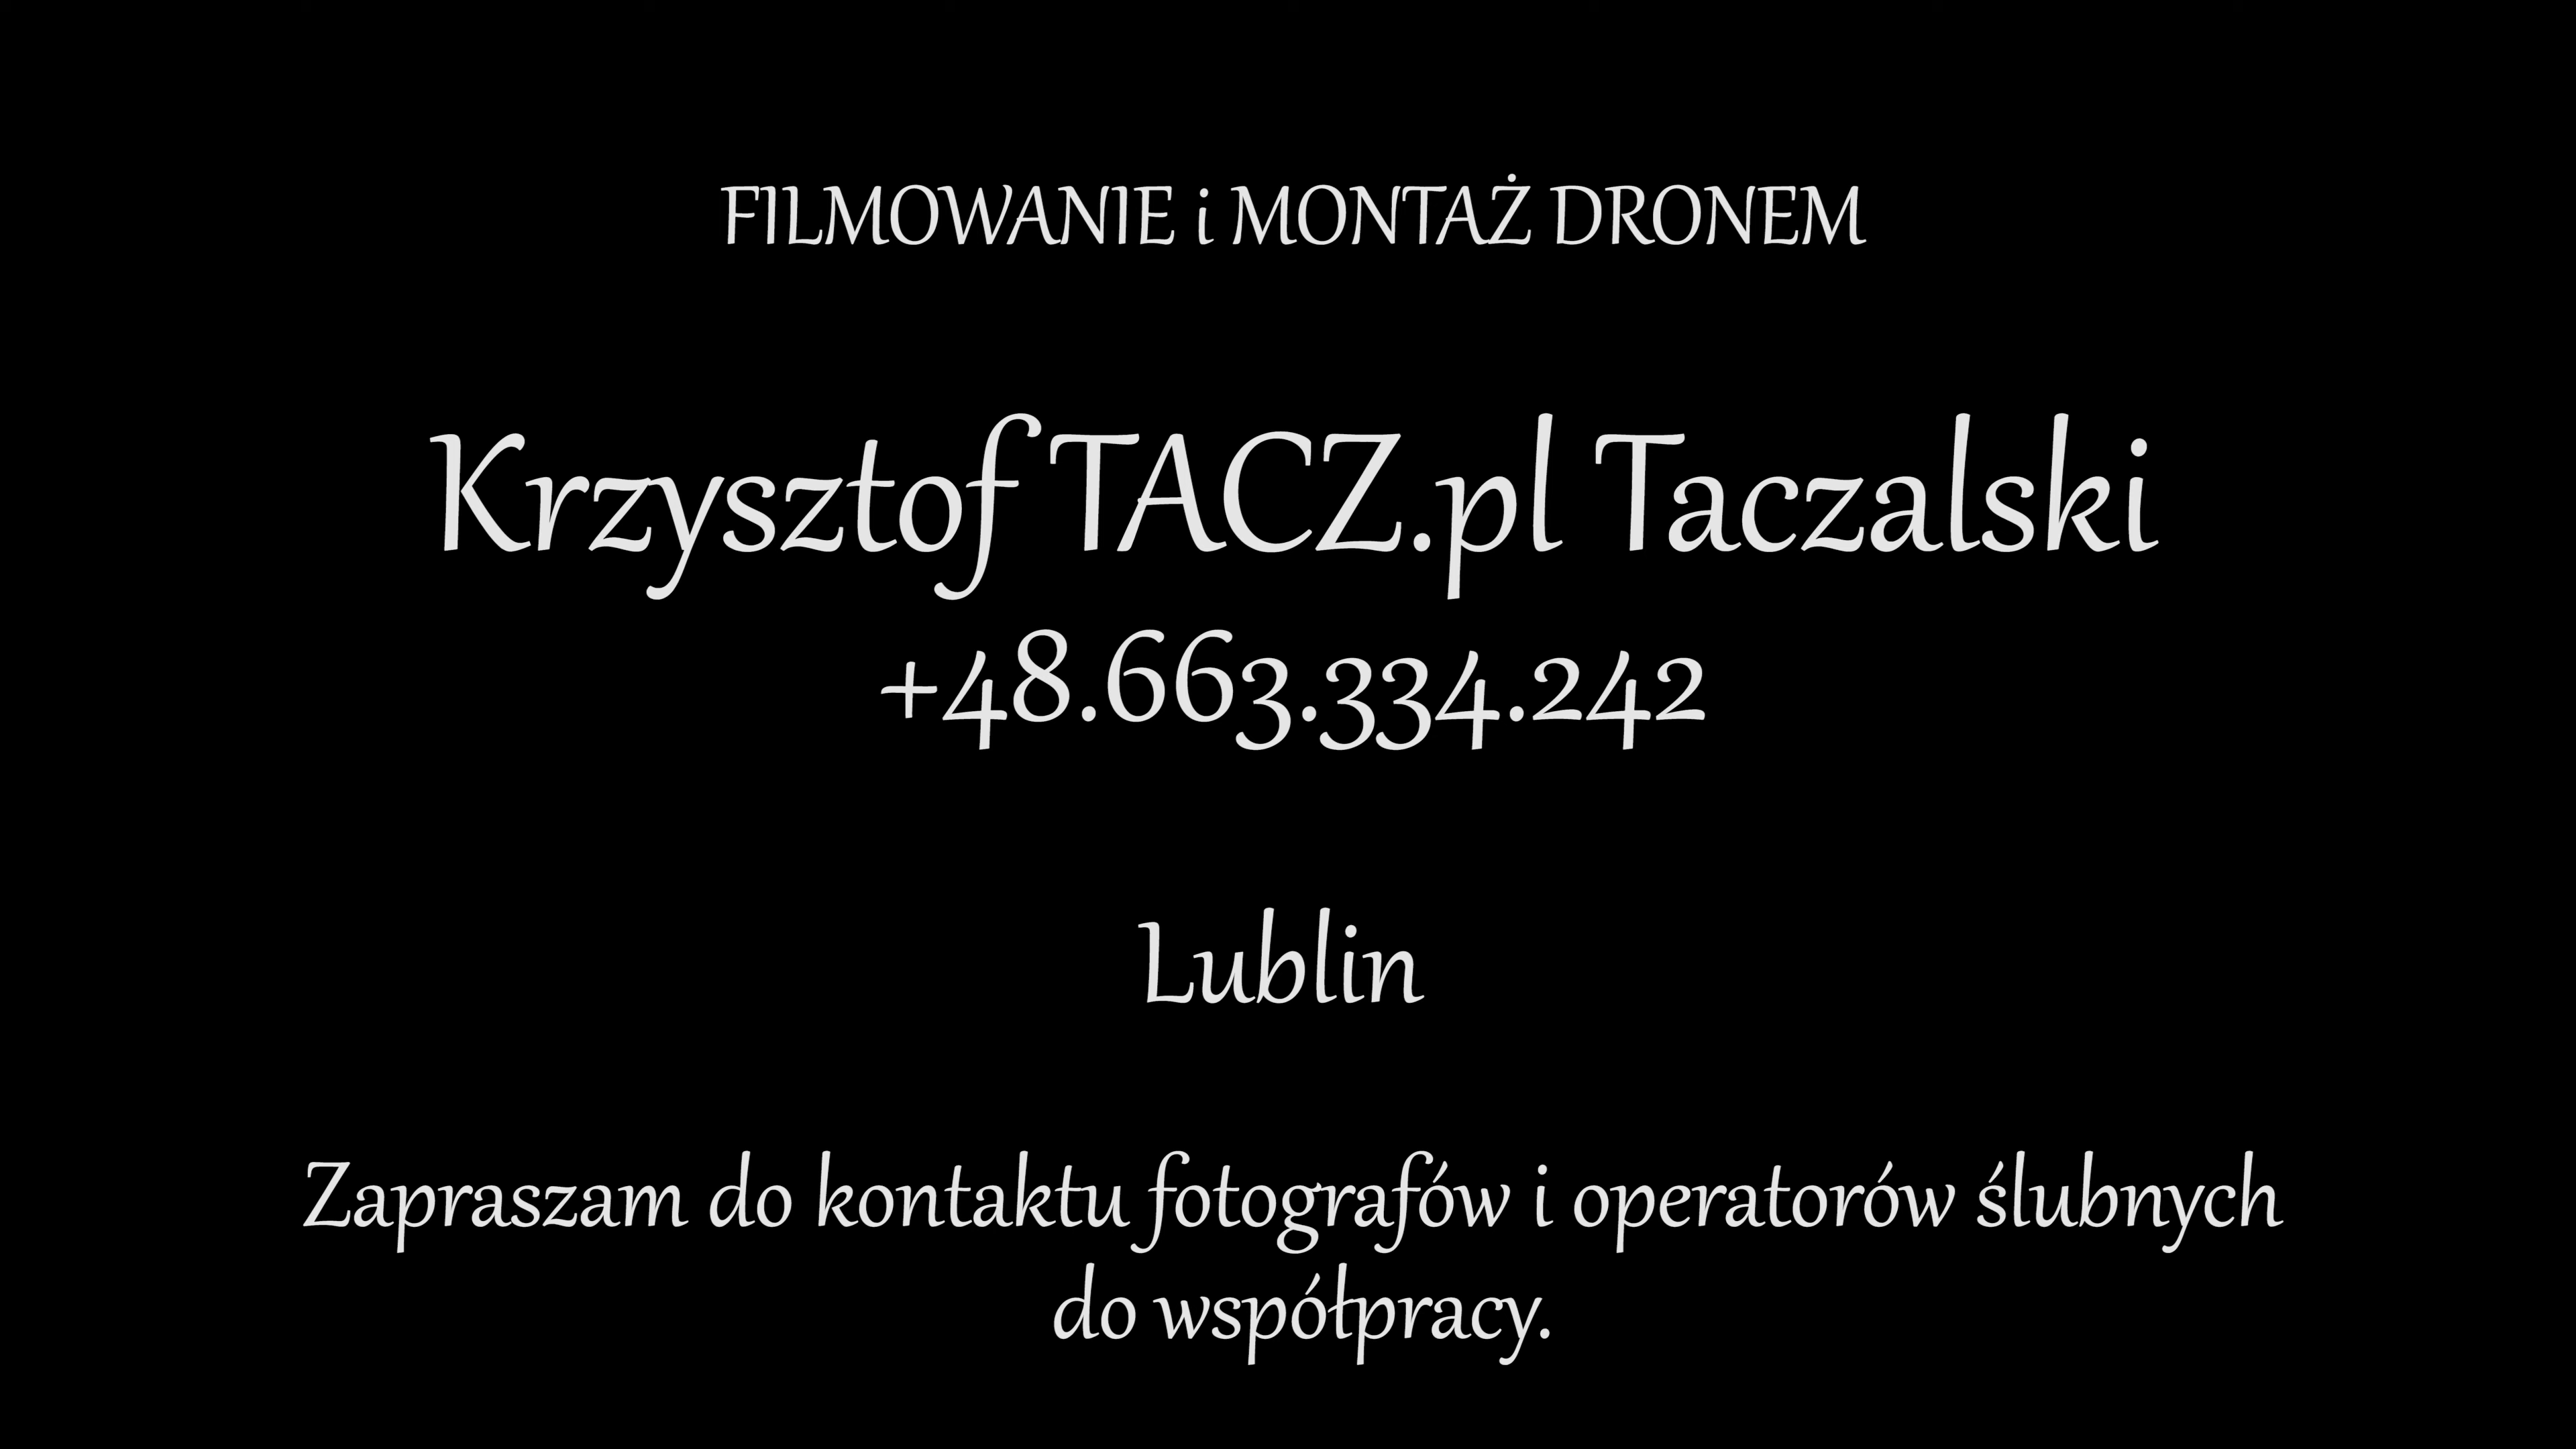 FILMOWANIE i MONTAŻ DRONEM
Krzysztof TACZ.pl Taczalski
+48.663.334.242
Lublin
Zapraszam do kontaktu fotografów i operatorów ślubnych
do współpracy.